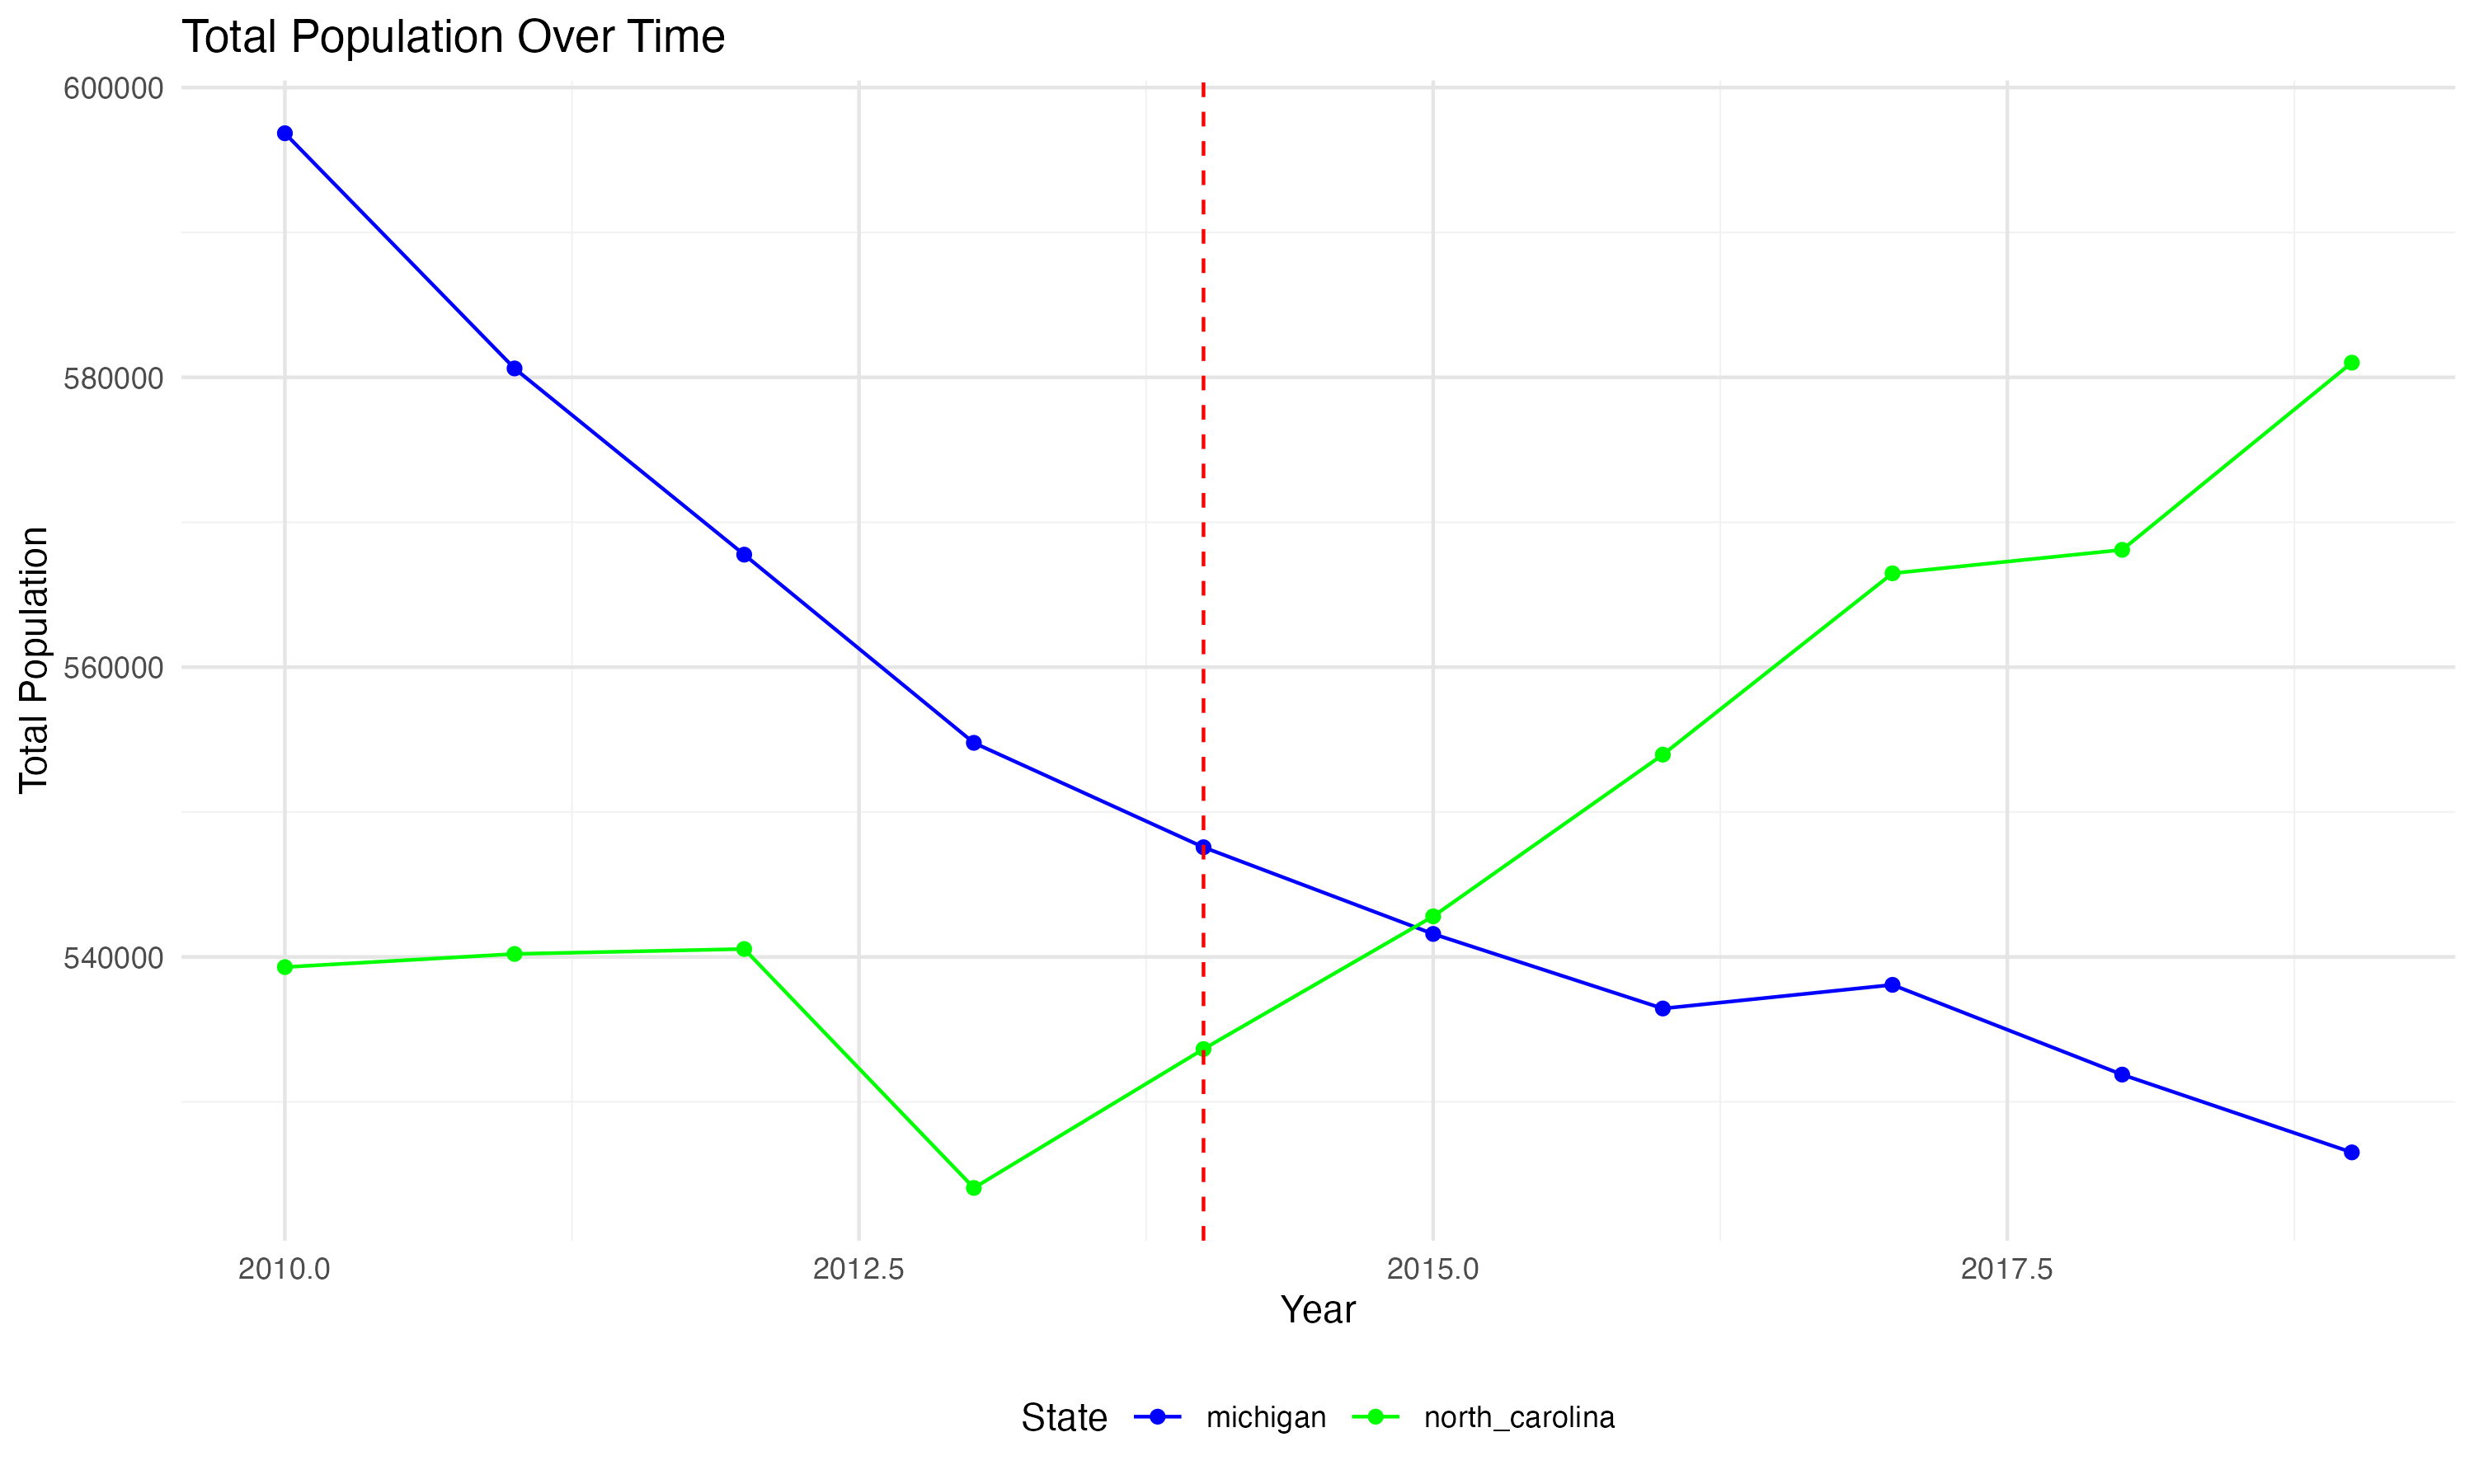 Total Population Over Time
600000
580000
560000
540000
Total Population
2010.0 2012.5 2015.0 2017.5
Year
State michigan north_carolina